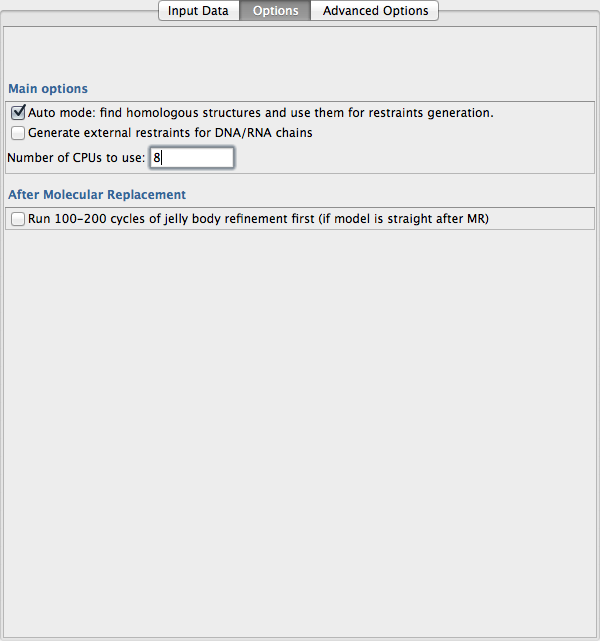 Input Data Options Advanced Options
Main options
Auto mode: find homologous structures and use them for restraints generation.
Generate external restraints for DNA/RNA chains
Number of CPUs to use: 8
After Molecular Replacement
Run 100-200 cycles of jelly body refinement first (if model is straight after MR)